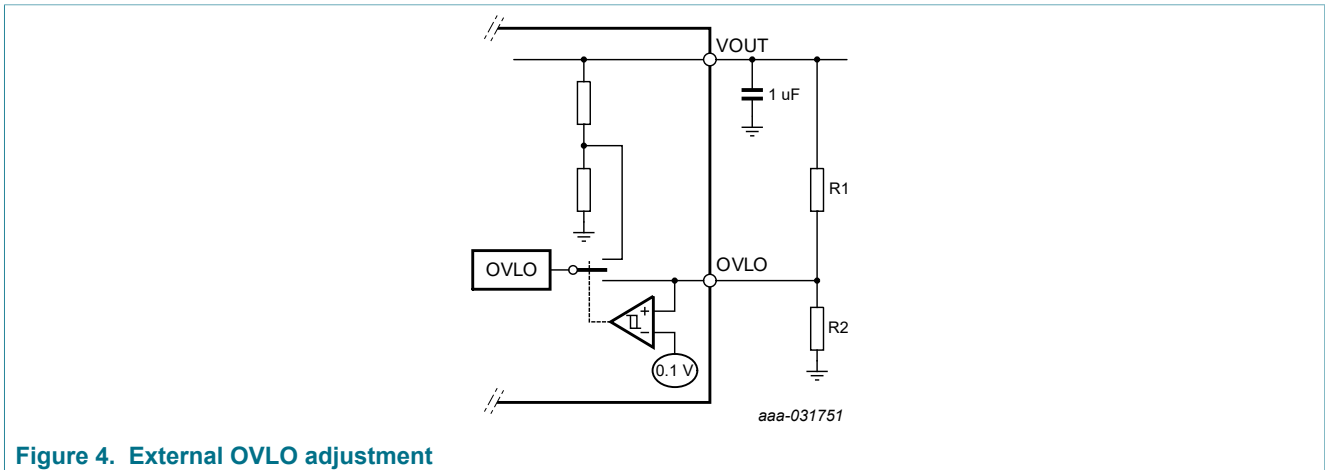 VOUT
1 uF
R1
OVLO
OVLO
+
−
R2
0.1 V
aaa-031751
Figure 4. External OVLO adjustment